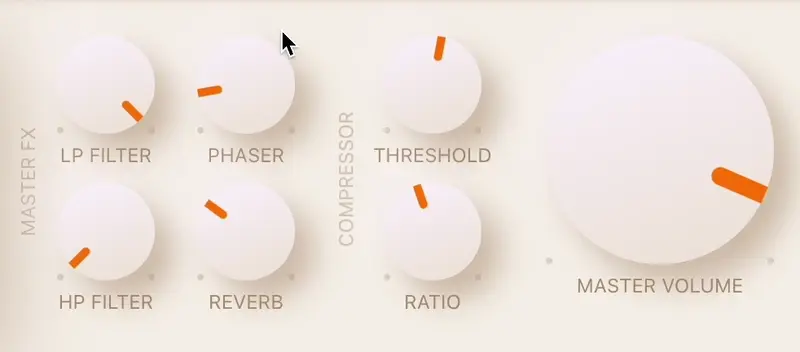 MASTER FX
LP FILTER
PHASER
HP FILTER
REVERB
COMPRESSOR
THRESHOLD
RATIO
MASTER VOLUME